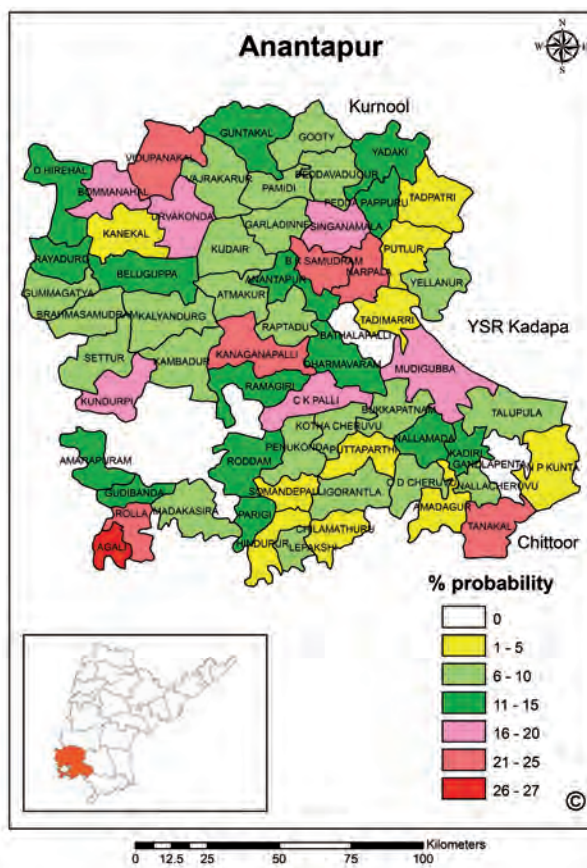 Anantapur
N
W E
S
Kurnool
GUNTAKAL
GOOTY
VIDUPANAKAL
YADAKI
D HIREHAL
PEDDAVADUGUR
BOMMANAHAL
VAJRAKARUR
PAMIDI
TADPATRI
URVAKONDA
PEDDA PAPPURU
KANEKAL
GARLADINNE
SINGANAMALA
KUDAIR
PUTLUR
RAYADURG
BELUGUPPA
B K SAMUDRAM
NARPALA
ANANTAPUR
YELLANUR
GUMMAGATYA
ATMAKUR
TADIMARRI
BRAHMASAMUDRAM
KALYANDURG
RAPTADU
BATHALAPALLI
YSR Kadapa
SETTUR
KAMBADUR
KANAGANAPALLI
DHARMAVARAM
MUDIGUBBA
RAMAGIRI
KUNDURPI
C K PALLI
BUKKAPATNAM
TALUPULA
KOTHA CHERUVU
NALLAMADA
KADIRI
AMARAPURAM
RODDAM
PENUKONDA
PUTTAPARTHI
GANDLAPENTA
N P KUNTA
GUDIBANDA
SOMANDEPALLI
GORANTLA
O D CHERUVU
NALLACHERUVU
ROLLA
MADAKASIRA
PARIGI
CHILAMATHURU
AMADAGUR
TANAKAL
AGALI
HINDUPUR
LEPAKSHI
Chittoor
% probability
0
1 - 5
6 - 10
11 - 15
16 - 20
21 - 25
26 - 27
©
Kilometers
0 12.5 25 50 75 100